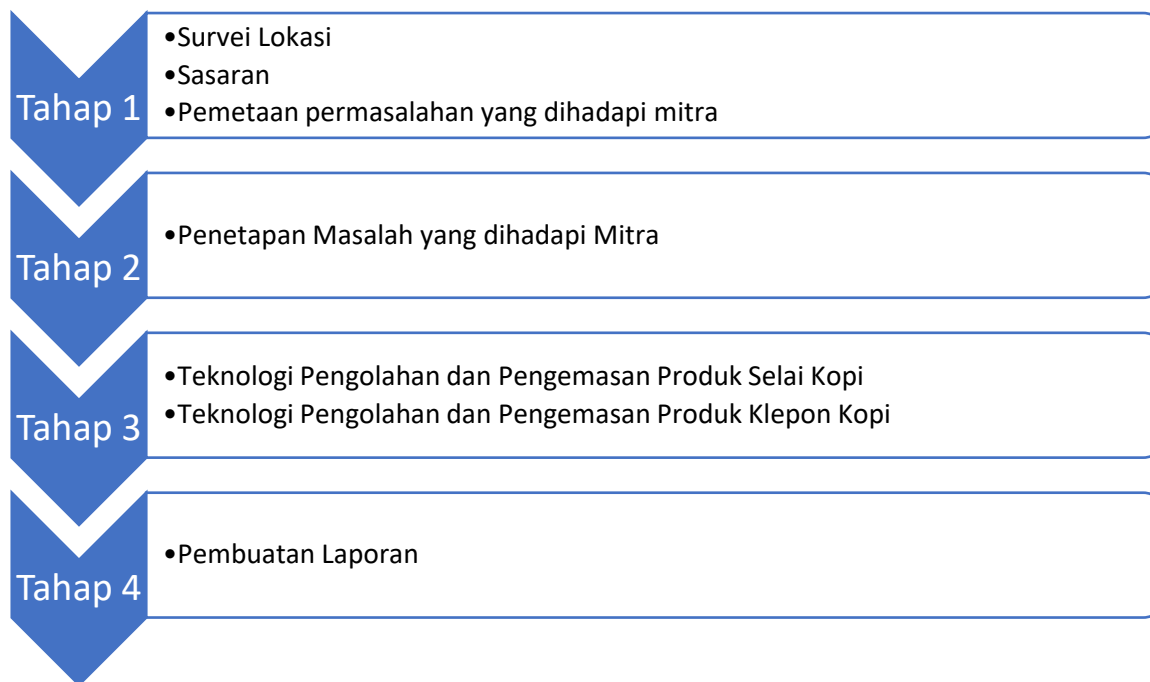 Tahap 1
•Survei Lokasi
•Sasaran
•Pemetaan permasalahan yang dihadapi mitra
Tahap 2
•Penetapan Masalah yang dihadapi Mitra
Tahap 3
•Teknologi Pengolahan dan Pengemasan Produk Selai Kopi
•Teknologi Pengolahan dan Pengemasan Produk Klepon Kopi
Tahap 4
•Pembuatan Laporan